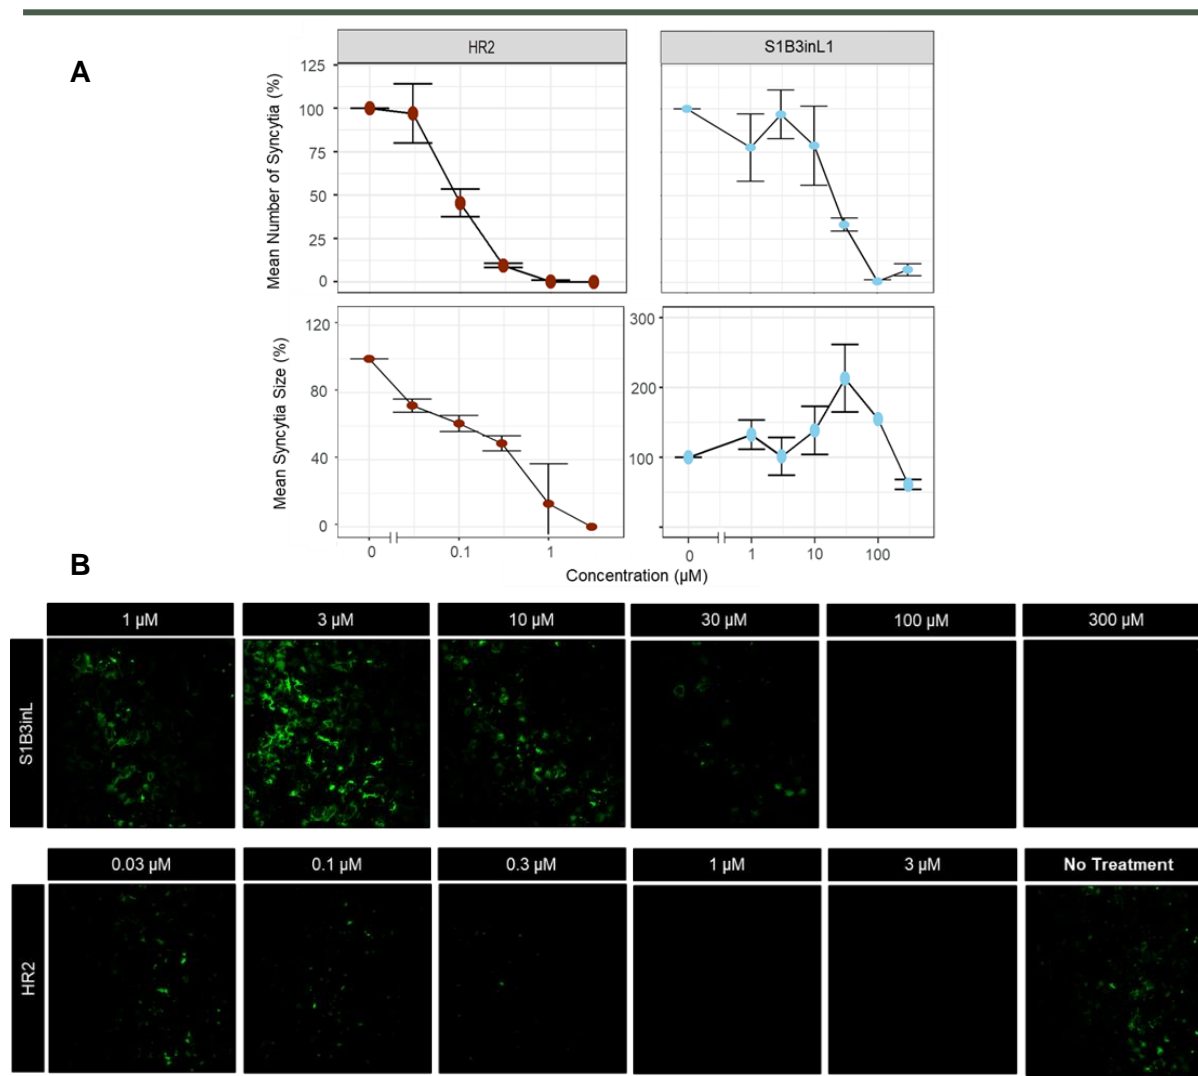 A
HR2
S1B3inL1
Mean Number of Syncytia (%)
125
100
75
50
25
0
Mean Syncytia Size (%)
120
80
40
0
300
200
100
0
0.1
1
0
1
10
100
Concentration (µM)
B
1 µM
3 µM
10 µM
30 µM
100 µM
300 µM
S1B3inL
0.03 µM
0.1 µM
0.3 µM
1 µM
3 µM
No Treatment
HR2